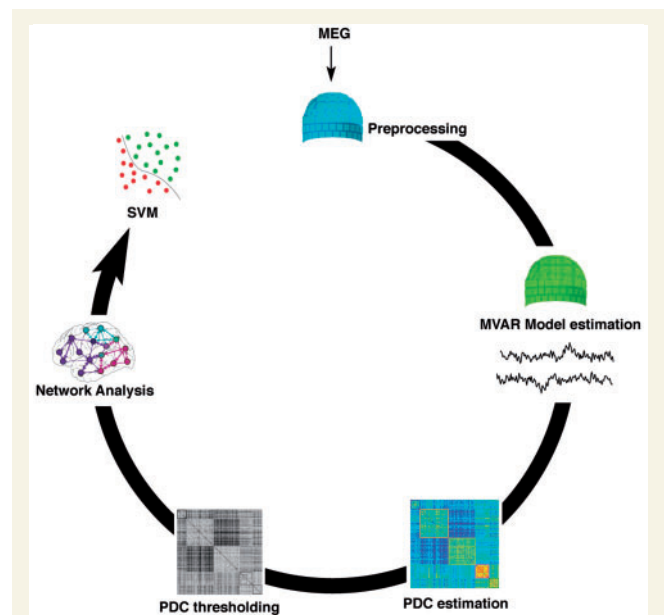 MEG
Preprocessing
MVAR Model estimation
PDC estimation
PDC thresholding
Network Analysis
SVM